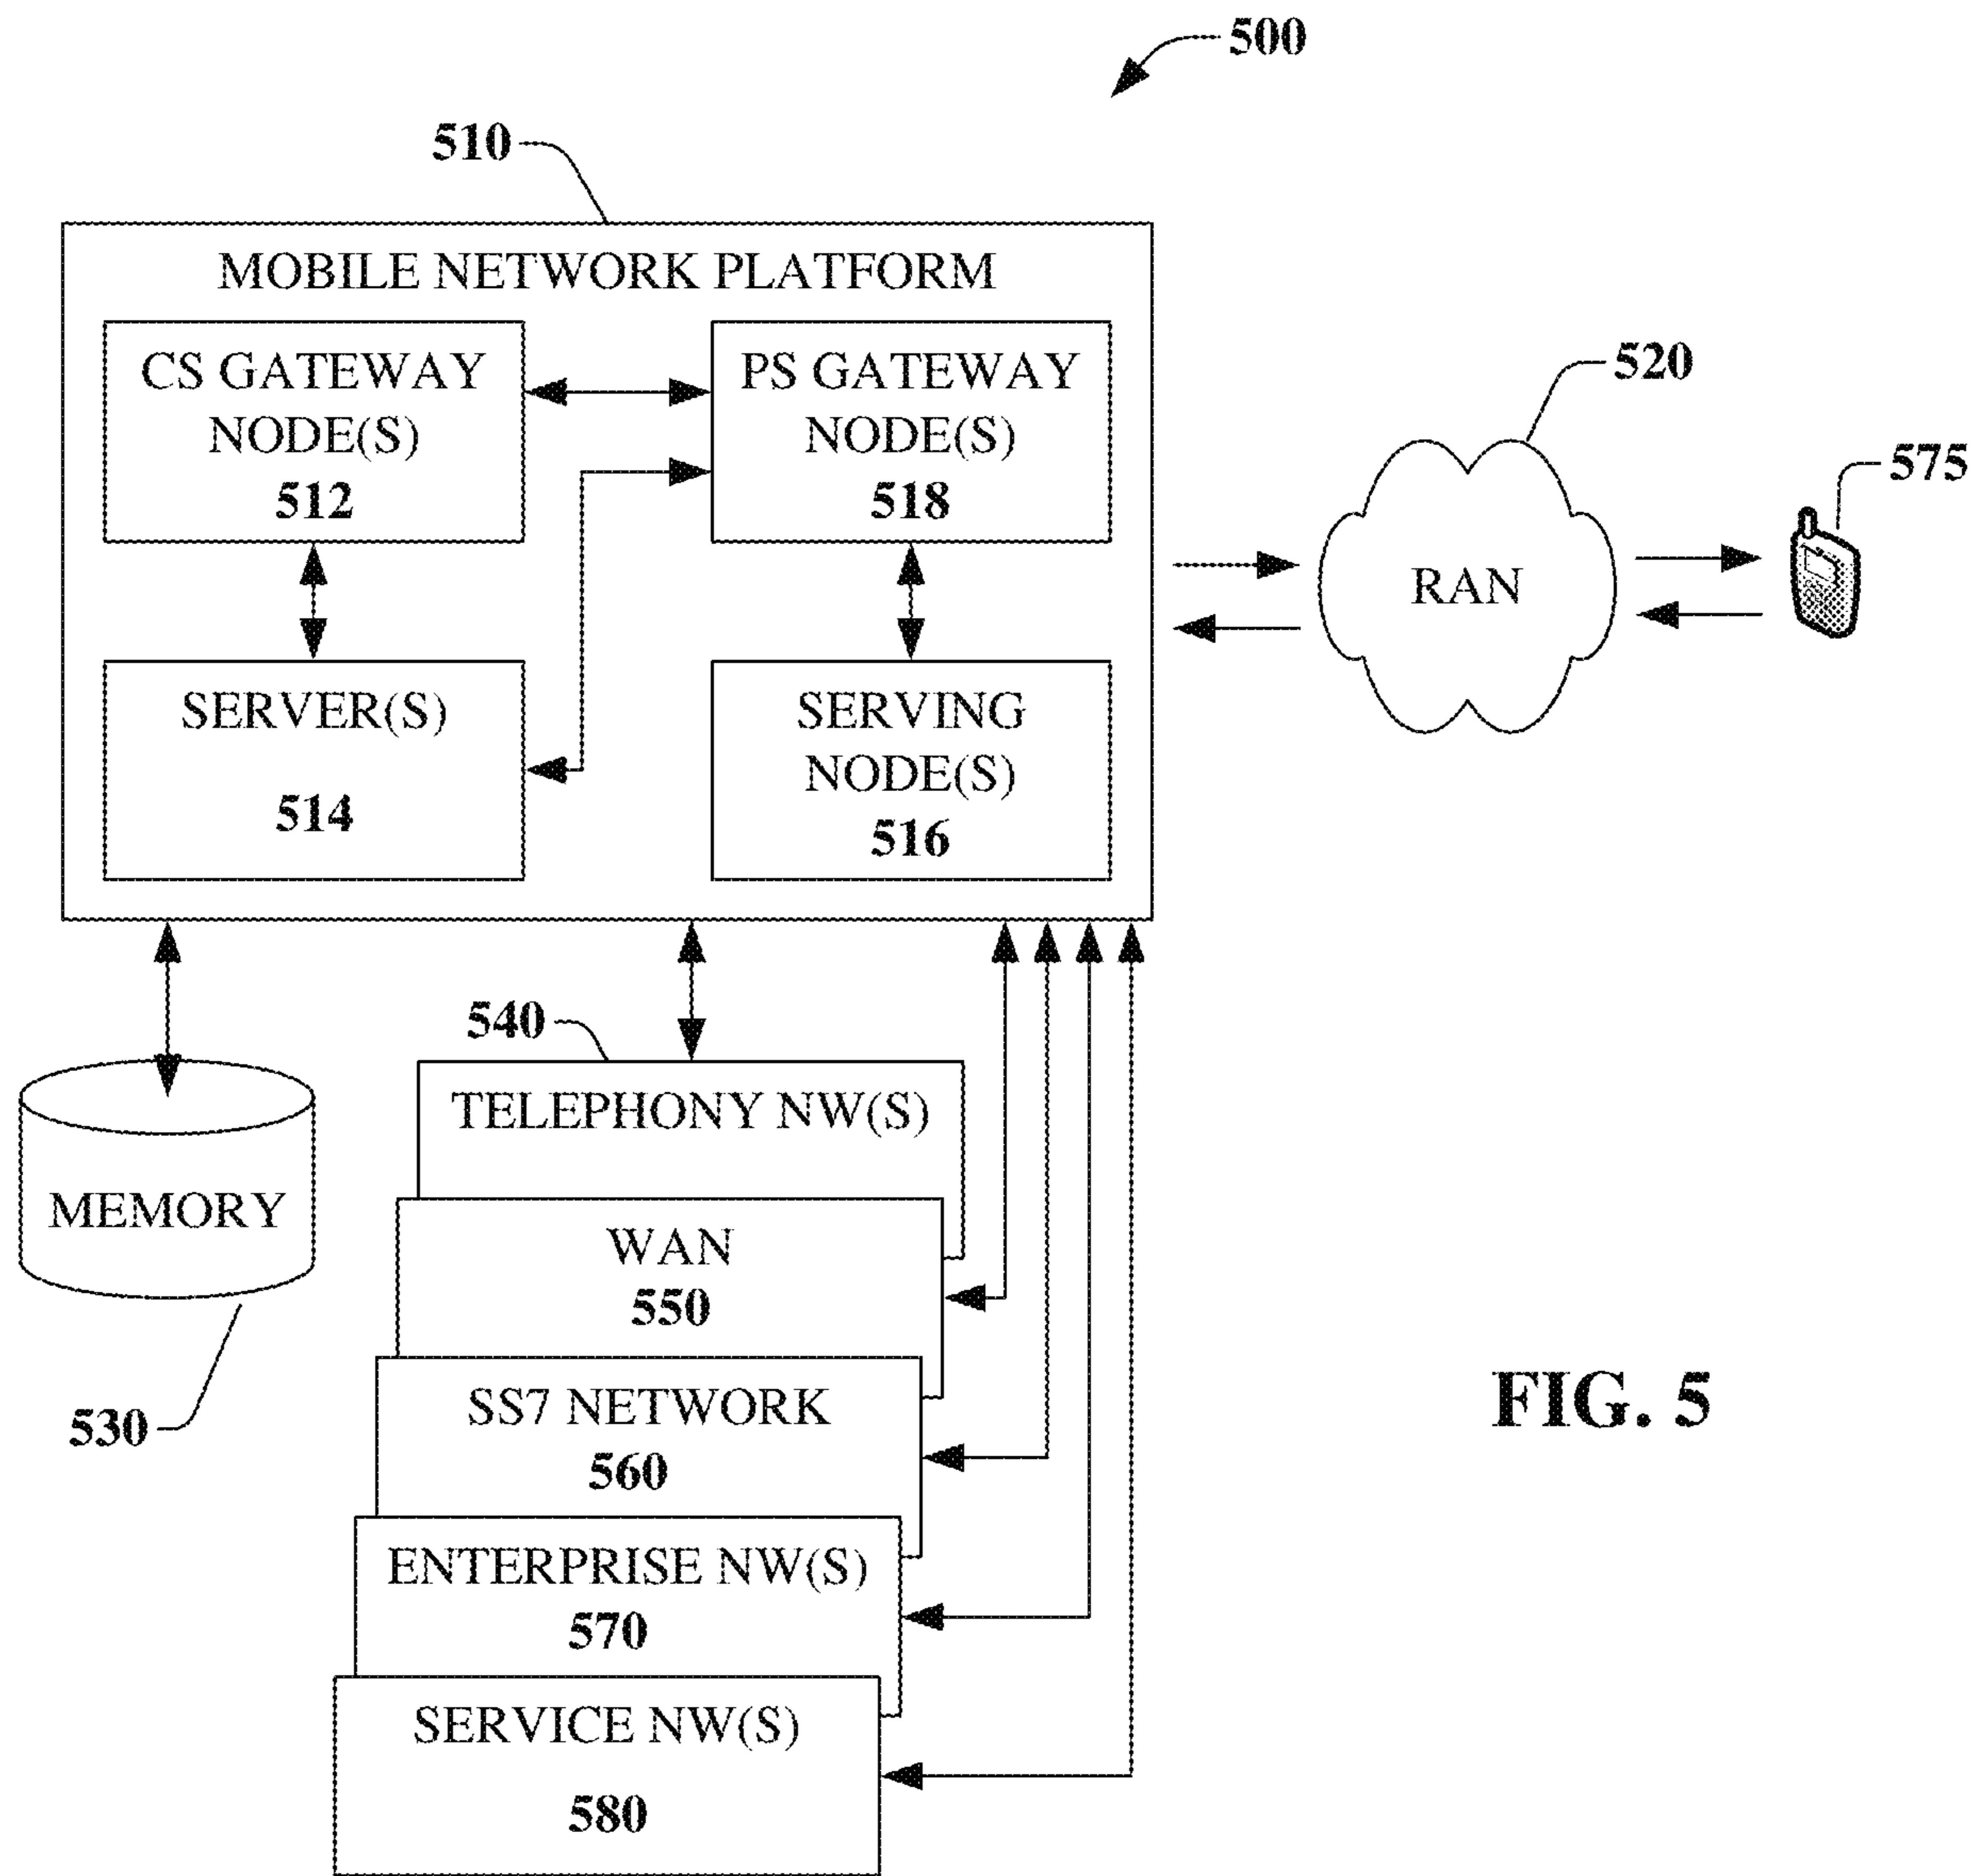 500
510
MOBILE NETWORK PLATFORM
CS GATEWAY
NODE(S)
512
PS GATEWAY
NODE(S)
518
SERVER(S)
514
SERVING
NODE(S)
516
520
RAN
575
540
TELEPHONY NW(S)
MEMORY
530
WAN
550
SS7 NETWORK
560
ENTERPRISE NW(S)
570
SERVICE NW(S)
580
FIG. 5